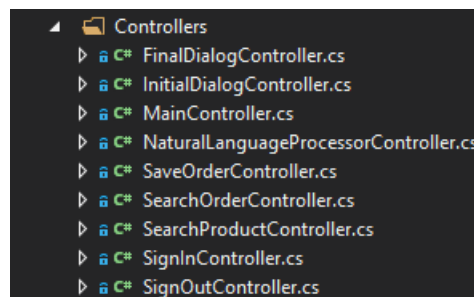 Controllers
C# FinalDialogController.cs
C# InitialDialogController.cs
C# MainController.cs
C# NaturalLanguageProcessorController.cs
C# SaveOrderController.cs
C# SearchOrderController.cs
C# SearchProductController.cs
C# SignInController.cs
C# SignOutController.cs